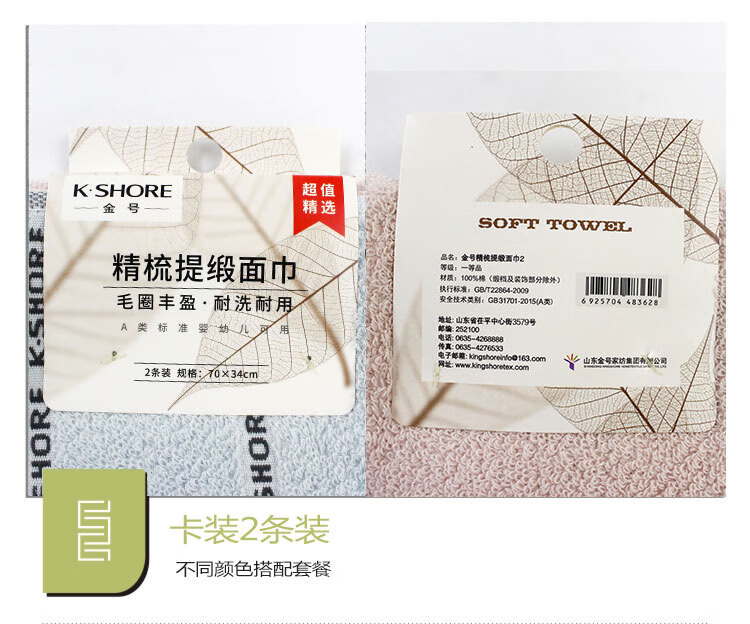 K·SHORE
金号
超值
精选
精梳提缎面巾
毛圈丰盈·耐洗耐用
A类标准婴幼儿可用
2条装 规格：70×34cm
SHORE K·SHORE
SHORE
SOFT TOWEL
品名：金号精梳提缎面巾2
等级：一等品
材质：100%棉（缎档及装饰部分除外）
执行标准：GB/T22864-2009
安全技术类别：GB31701-2015(A类)
6 925704 483628
地址：山东省茌平中心街3579号
邮编：252100
电话：0635-4268888
传真：0635-4276533
电子邮箱：kingshoreinfo@163.com
网址：www.kingshoretex.com
山东金号家纺集团有限公司
卡装2条装
不同颜色搭配套餐